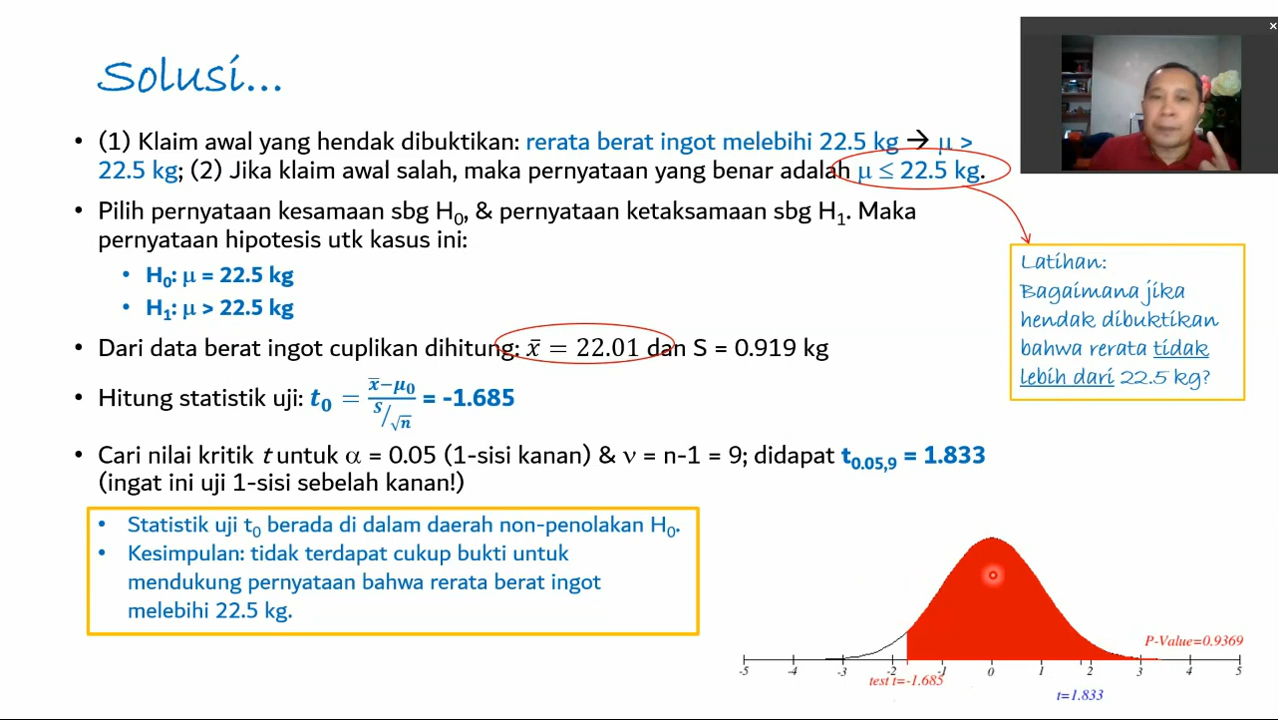 Solusi...
• (1) Klaim awal yang hendak dibuktikan: rerata berat ingot melebihi 22.5 kg → μ >
22.5 kg; (2) Jika klaim awal salah, maka pernyataan yang benar adalah μ ≤ 22.5 kg.
• Pilih pernyataan kesamaan sbg H₀, & pernyataan ketaksamaan sbg H₁. Maka
pernyataan hipotesis utk kasus ini:
• H₀: μ = 22.5 kg
• H₁: μ > 22.5 kg
• Dari data berat ingot cuplikan dihitung: x̄ = 22.01 dan S = 0.919 kg
• Hitung statistik uji: t₀ = (x̄−μ₀)/(S/√n) = -1.685
• Cari nilai kritik t untuk α = 0.05 (1-sisi kanan) & ν = n-1 = 9; didapat t₀.₀₅,₉ = 1.833
(ingat ini uji 1-sisi sebelah kanan!)
• Statistik uji t₀ berada di dalam daerah non-penolakan H₀.
• Kesimpulan: tidak terdapat cukup bukti untuk
mendukung pernyataan bahwa rerata berat ingot
melebihi 22.5 kg.
Latihan:
Bagaimana jika
hendak dibuktikan
bahwa rerata tidak
lebih dari 22.5 kg?
P-Value=0.9369
-5 -4 -3 -2 -1 0 1 2 3 4 5
test t=-1.685
t=1.833